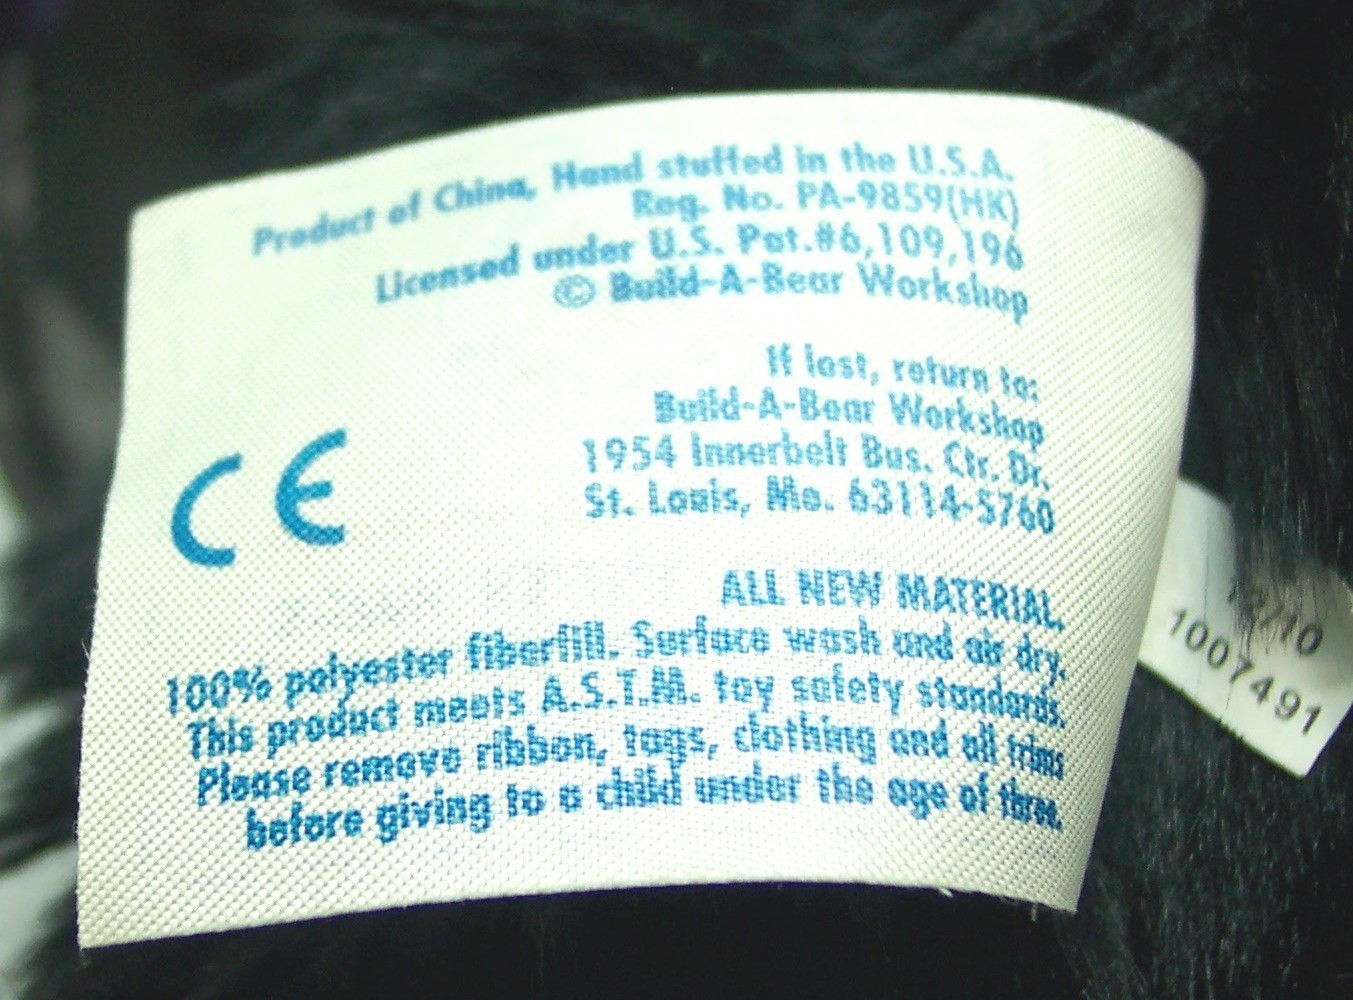 Product of China, Hand stuffed in the U.S.A.
Reg. No. PA-9859(HK)
Licensed under U.S. Pat.#6,109,196
© Build-A-Bear Workshop
If lost, return to:
Build-A-Bear Workshop
1954 Innerbelt Bus. Ctr. Dr.
St. Louis, Mo. 63114-5760
CE
ALL NEW MATERIAL.
100% polyester fiberfill. Surface wash and air dry.
This product meets A.S.T.M. toy safety standards.
Please remove ribbon, tags, clothing and all trims
before giving to a child under the age of three.
12/10
1007491